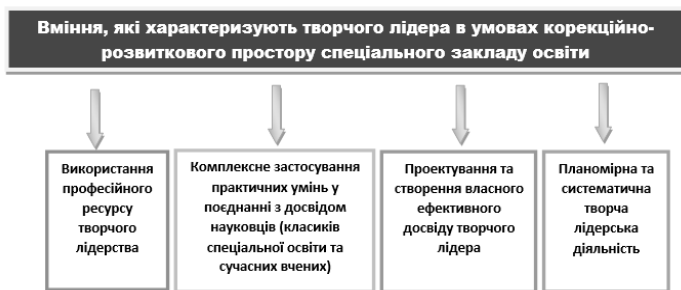 Вміння, які характеризують творчого лідера в умовах корекційно-
розвиткового простору спеціального закладу освіти
Використання
професійного
ресурсу
творчого
лідерства
Комплексне застосування
практичних умінь у
поєднанні з досвідом
науковців (класиків
спеціальної освіти та
сучасних вчених)
Проектування та
створення власного
ефективного
досвіду творчого
лідера
Планомірна та
систематична
творча
лідерська
діяльність